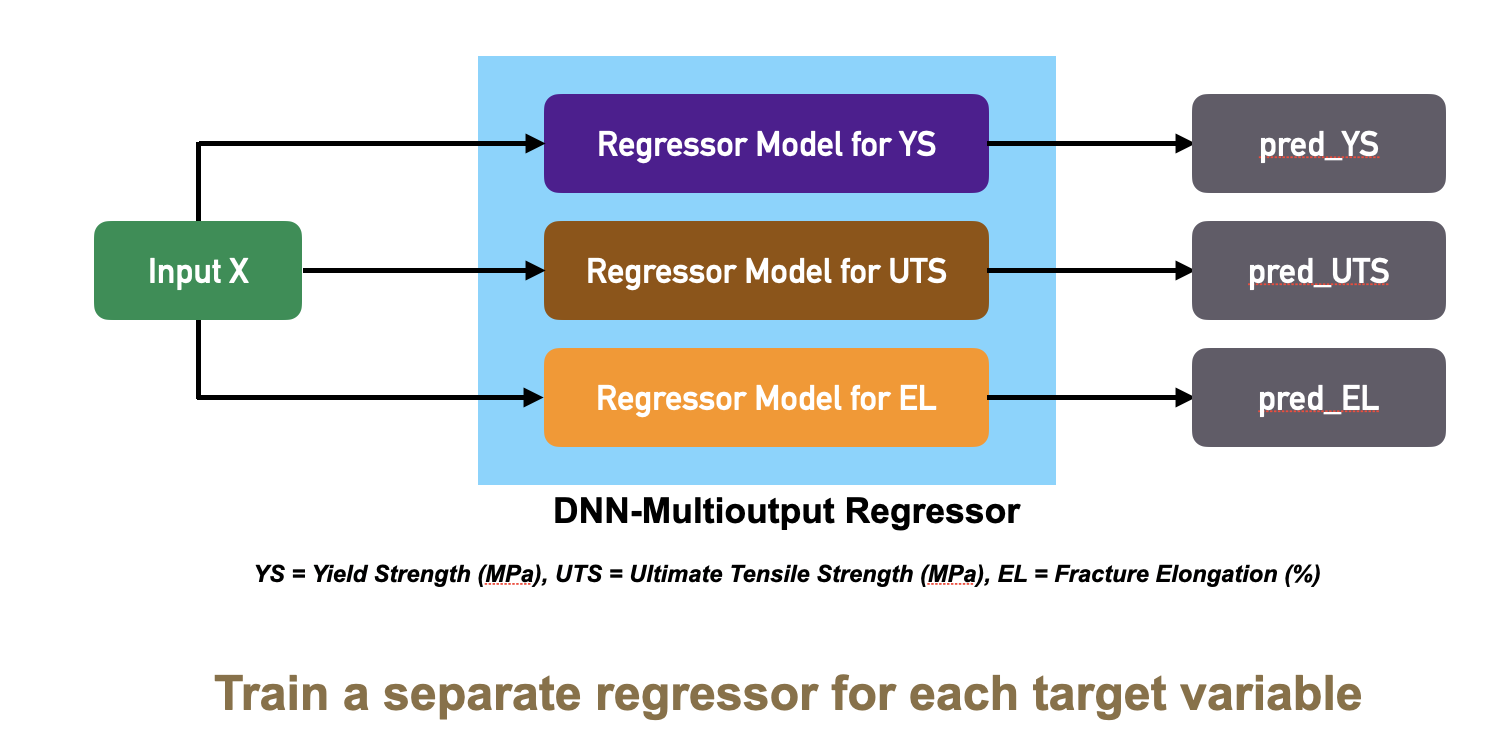 Regressor Model for YS
pred_YS
Input X
Regressor Model for UTS
pred_UTS
Regressor Model for EL
pred_EL
DNN-Multioutput Regressor
YS = Yield Strength (MPa), UTS = Ultimate Tensile Strength (MPa), EL = Fracture Elongation (%)
Train a separate regressor for each target variable